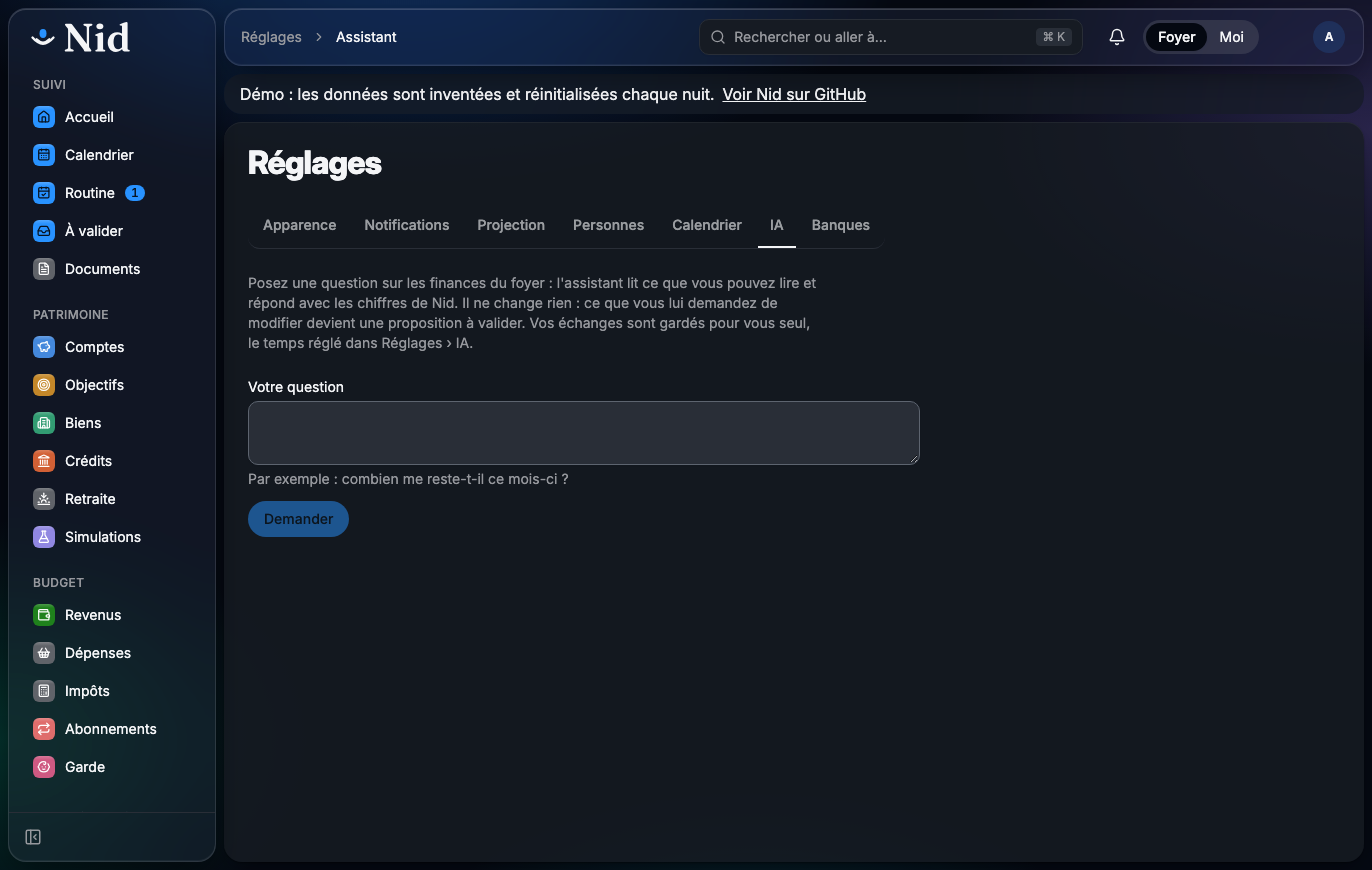 Nid
SUIVI
Accueil
Calendrier
Routine 1
À valider
Documents
PATRIMOINE
Comptes
Objectifs
Biens
Crédits
Retraite
Simulations
BUDGET
Revenus
Dépenses
Impôts
Abonnements
Garde
Réglages > Assistant
Rechercher ou aller à...
⌘ K
Foyer Moi
A
Démo : les données sont inventées et réinitialisées chaque nuit. Voir Nid sur GitHub
Réglages
Apparence Notifications Projection Personnes Calendrier IA Banques
Posez une question sur les finances du foyer : l'assistant lit ce que vous pouvez lire et
répond avec les chiffres de Nid. Il ne change rien : ce que vous lui demandez de
modifier devient une proposition à valider. Vos échanges sont gardés pour vous seul,
le temps réglé dans Réglages › IA.
Votre question
Par exemple : combien me reste-t-il ce mois-ci ?
Demander